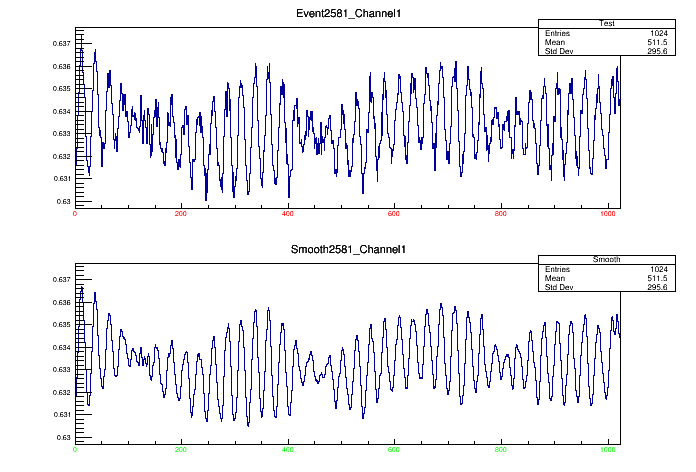 Event2581_Channel1
Test
Entries 1024
Mean 511.5
Std Dev 295.6
0.637
0.636
0.635
0.634
0.633
0.632
0.631
0.63
0 200 400 600 800 1000
Smooth2581_Channel1
Smooth
Entries 1024
Mean 511.5
Std Dev 295.6
0.637
0.636
0.635
0.634
0.633
0.632
0.631
0.63
0 200 400 600 800 1000